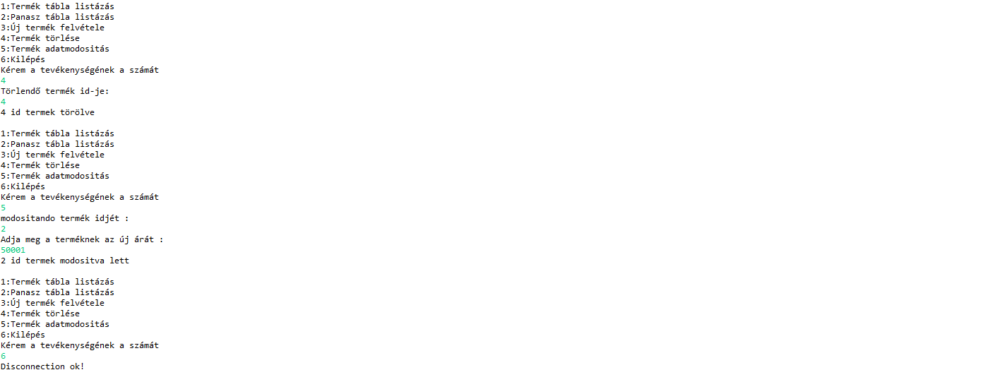 1:Termék tábla listázás
2:Panasz tábla listázás
3:Új termék felvétele
4:Termék törlése
5:Termék adatmodositás
6:Kilépés
Kérem a tevékenységének a számát
4
Törlendő termék id-je:
4
4 id termek törölve
1:Termék tábla listázás
2:Panasz tábla listázás
3:Új termék felvétele
4:Termék törlése
5:Termék adatmodositás
6:Kilépés
Kérem a tevékenységének a számát
5
modositando termék idjét :
2
Adja meg a terméknek az új árát :
50001
2 id termek modositva lett
1:Termék tábla listázás
2:Panasz tábla listázás
3:Új termék felvétele
4:Termék törlése
5:Termék adatmodositás
6:Kilépés
Kérem a tevékenységének a számát
6
Disconnection ok!